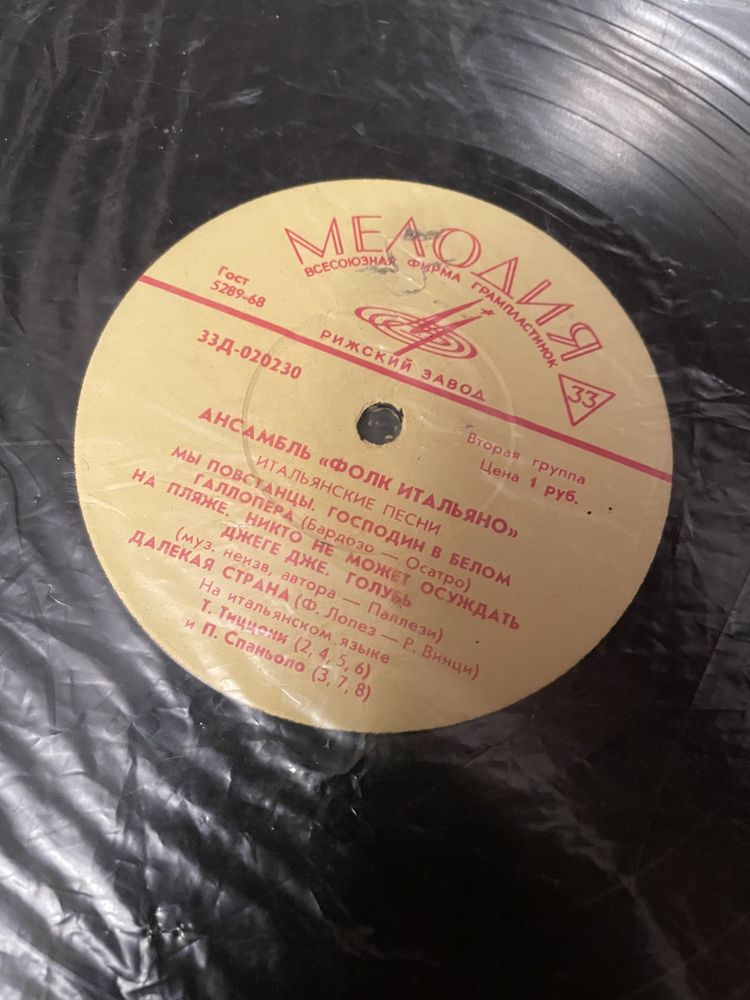 МЕЛОДИЯ
ВСЕСОЮЗНАЯ ФИРМА ГРАМПЛАСТИНОК
РИЖСКИЙ ЗАВОД
33
Гост
5289-68
33Д-020230
Вторая группа
Цена 1 РУБ.
АНСАМБЛЬ «ФОЛК ИТАЛЬЯНО»
ИТАЛЬЯНСКИЕ ПЕСНИ
МЫ ПОВСТАНЦЫ. ГОСПОДИН В БЕЛОМ
ГАЛЛОПЕРА (Бардозо — Осатро)
НА ПЛЯЖЕ. НИКТО НЕ МОЖЕТ ОСУЖДАТЬ
ДЖЕГЕ ДЖЕ. ГОЛУБЬ
(муз. неизв. автора — Паллези)
ДАЛЕКАЯ СТРАНА (Ф. Лопез — Р. Винци)
На итальянском языке
Т. Тиццони (2, 4, 5, 6)
и П. Спаньоло (3, 7, 8)